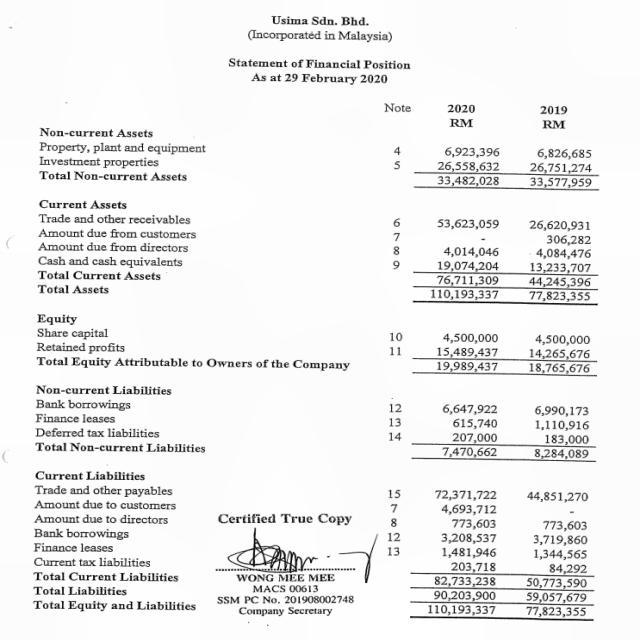 Usima Sdn. Bhd.
(Incorporated in Malaysia)
Statement of Financial Position
As at 29 February 2020
Note 2020 2019
RM RM
Non-current Assets
Property, plant and equipment 4 6,923,396 6,826,685
Investment properties 5 26,558,632 26,751,274
Total Non-current Assets 33,482,028 33,577,959
Current Assets
Trade and other receivables 6 53,623,059 26,620,931
Amount due from customers 7 - 306,282
Amount due from directors 8 4,014,046 4,084,476
Cash and cash equivalents 9 19,074,204 13,233,707
Total Current Assets 76,711,309 44,245,396
Total Assets 110,193,337 77,823,355
Equity
Share capital 10 4,500,000 4,500,000
Retained profits 11 15,489,437 14,265,676
Total Equity Attributable to Owners of the Company 19,989,437 18,765,676
Non-current Liabilities
Bank borrowings 12 6,647,922 6,990,173
Finance leases 13 615,740 1,110,916
Deferred tax liabilities 14 207,000 183,000
Total Non-current Liabilities 7,470,662 8,284,089
Current Liabilities
Trade and other payables 15 72,371,722 44,851,270
Amount due to customers 7 4,693,712 -
Amount due to directors 8 773,603 773,603
Bank borrowings 12 3,208,537 3,719,860
Finance leases 13 1,481,946 1,344,565
Current tax liabilities 203,718 84,292
Total Current Liabilities 82,733,238 50,773,590
Total Liabilities 90,203,900 59,057,679
Total Equity and Liabilities 110,193,337 77,823,355
Certified True Copy
WONG MEE MEE
MACS 00613
SSM PC No. 201908002748
Company Secretary